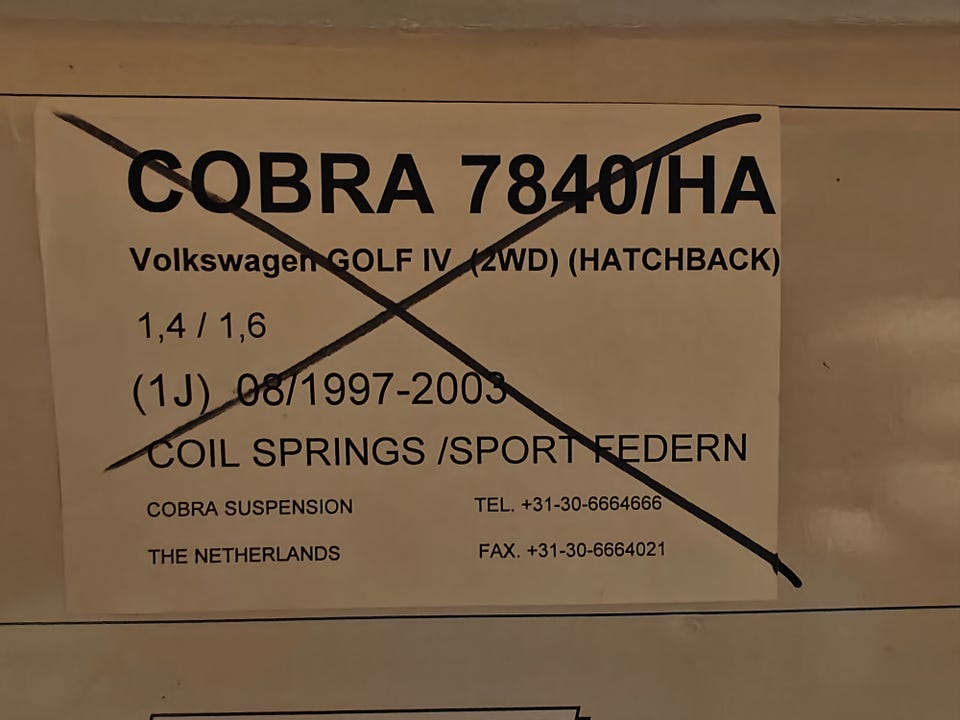 COBRA 7840/HA
Volkswagen GOLF IV (2WD) (HATCHBACK)
1,4 / 1,6
(1J) 08/1997-2003
COIL SPRINGS /SPORT FEDERN
COBRA SUSPENSION TEL. +31-30-6664666
THE NETHERLANDS FAX. +31-30-6664021